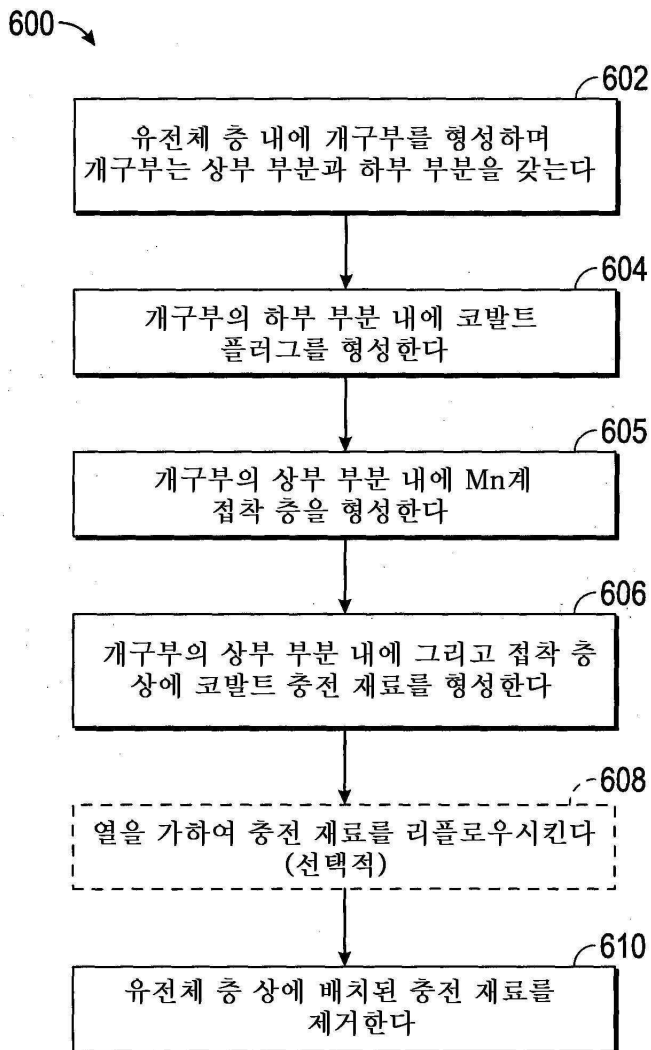 600
602
유전체 층 내에 개구부를 형성하며
개구부는 상부 부분과 하부 부분을 갖는다
604
개구부의 하부 부분 내에 코발트
플러그를 형성한다
605
개구부의 상부 부분 내에 Mn계
접착 층을 형성한다
606
개구부의 상부 부분 내에 그리고 접착 층
상에 코발트 충전 재료를 형성한다
608
열을 가하여 충전 재료를 리플로우시킨다
(선택적)
610
유전체 층 상에 배치된 충전 재료를
제거한다